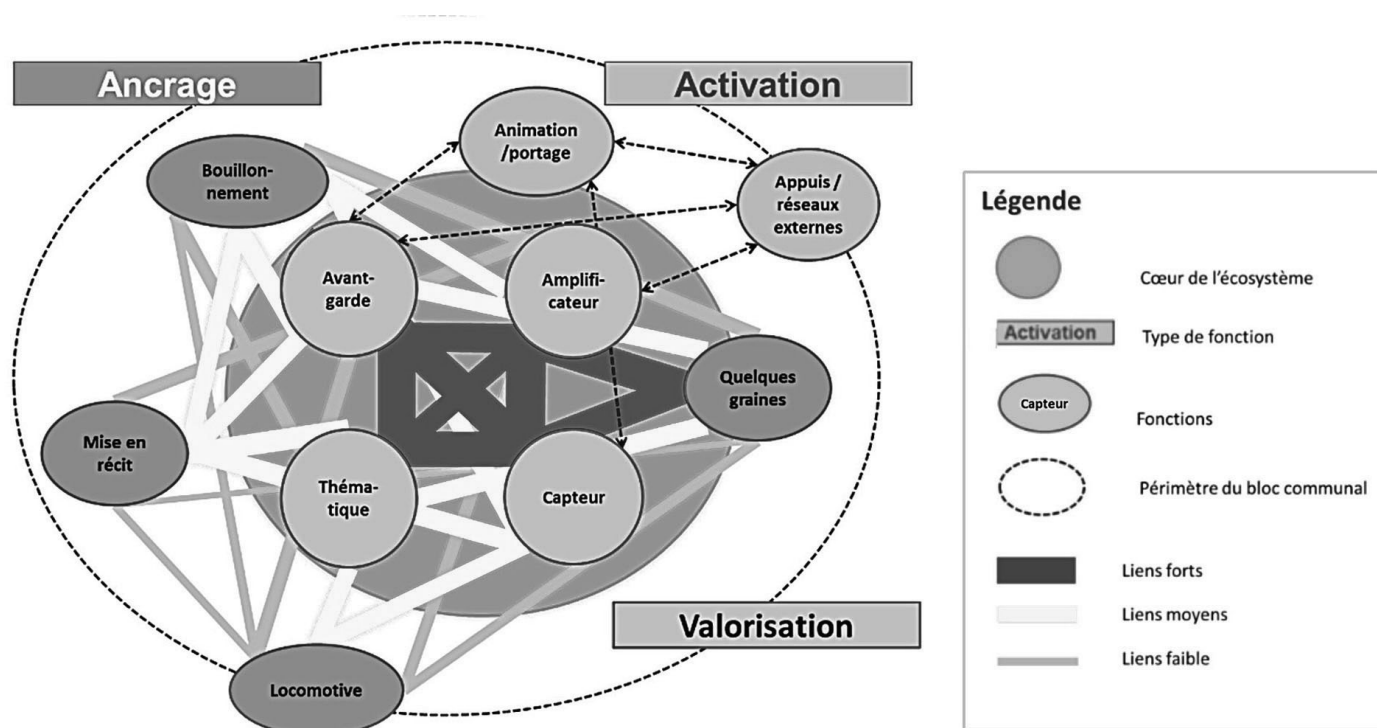 Ancrage
Activation
Animation
/portage
Bouillon-
nement
Appuis /
réseaux
externes
Avant-
garde
Amplifi-
cateur
Quelques
graines
Mise en
récit
Théma-
tique
Capteur
Valorisation
Locomotive
Légende
Cœur de l'écosystème
Activation
Type de fonction
Capteur
Fonctions
Périmètre du bloc communal
Liens forts
Liens moyens
Liens faible